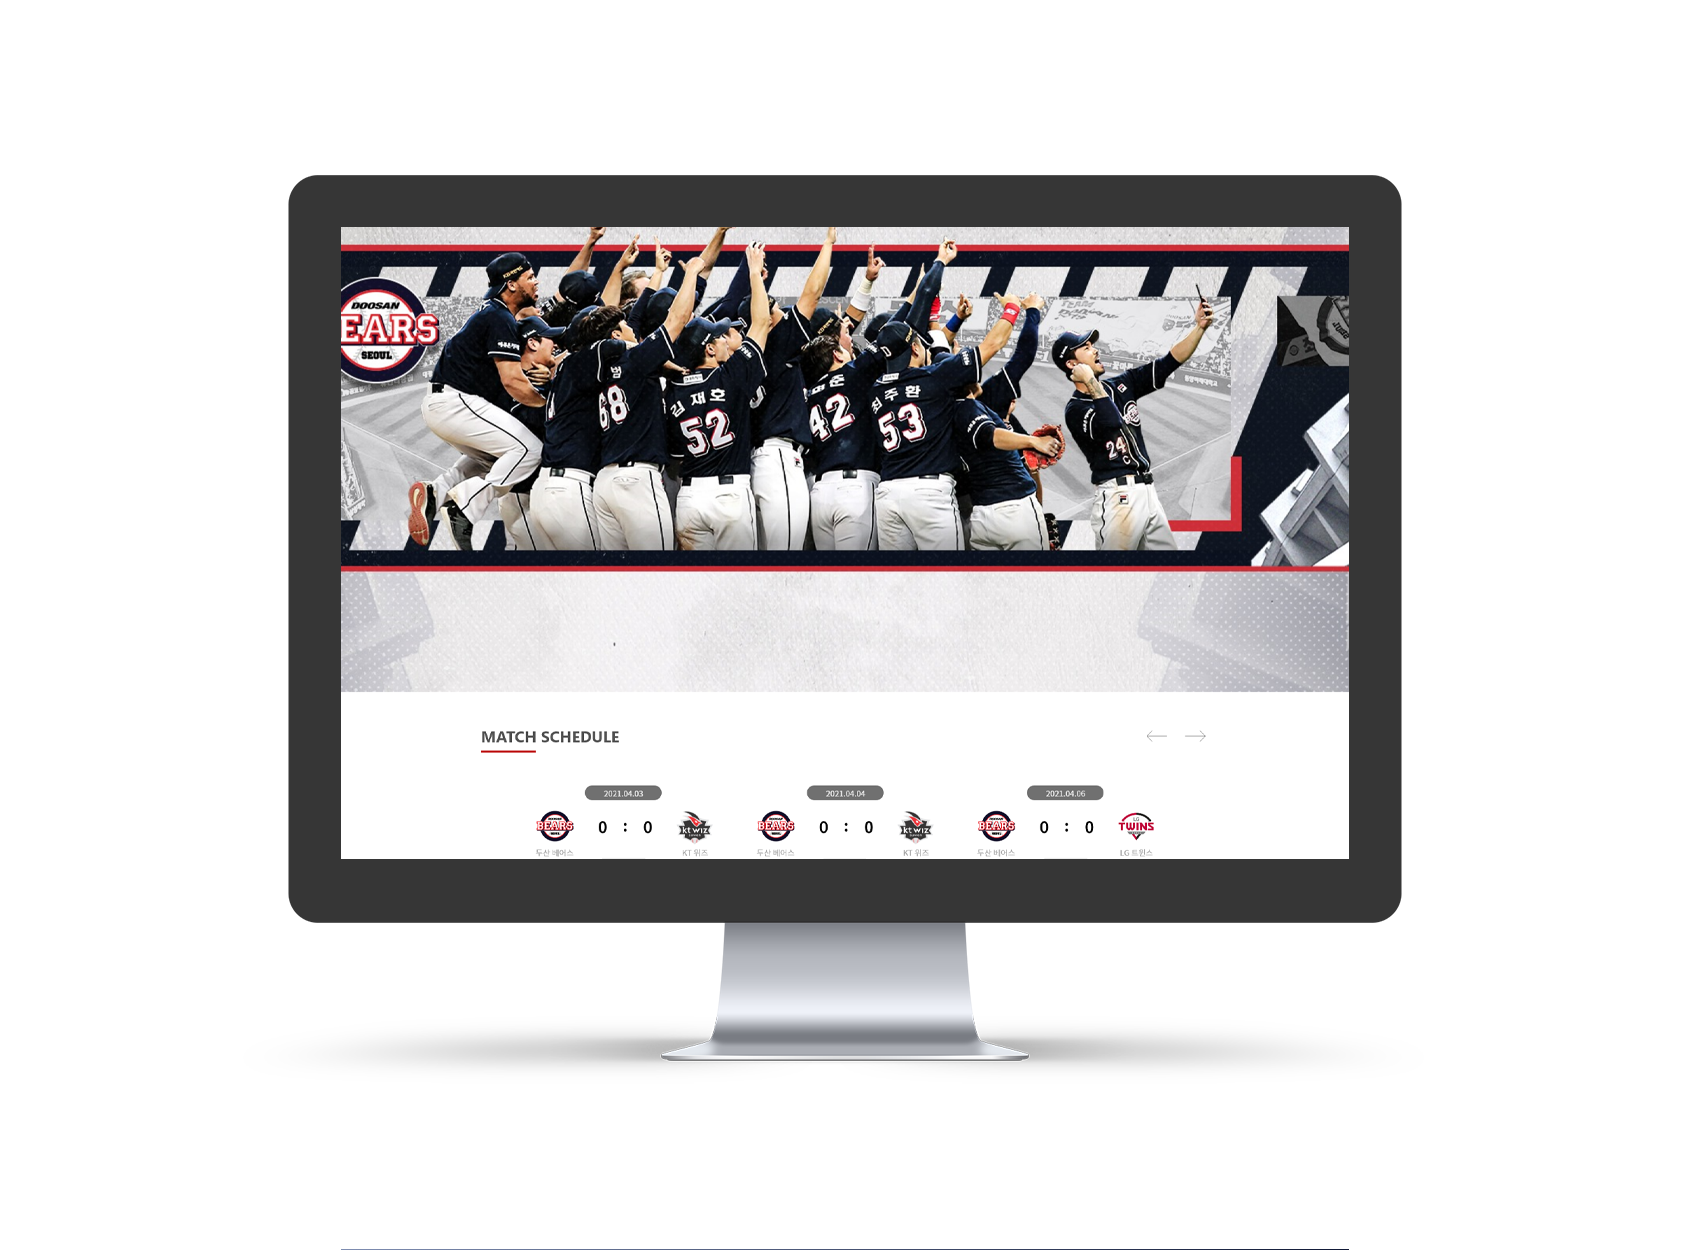 DOOSAN
EARS
SEOUL
범
68
김재호
52
42
최주환
53
24
C
MATCH SCHEDULE
2021.04.03
2021.04.04
2021.04.06
BEARS
0 : 0
kt wiz
BEARS
0 : 0
kt wiz
BEARS
0 : 0
LG
TWINS
두산 베어스
KT 위즈
두산 베어스
KT 위즈
두산 베어스
LG 트윈스